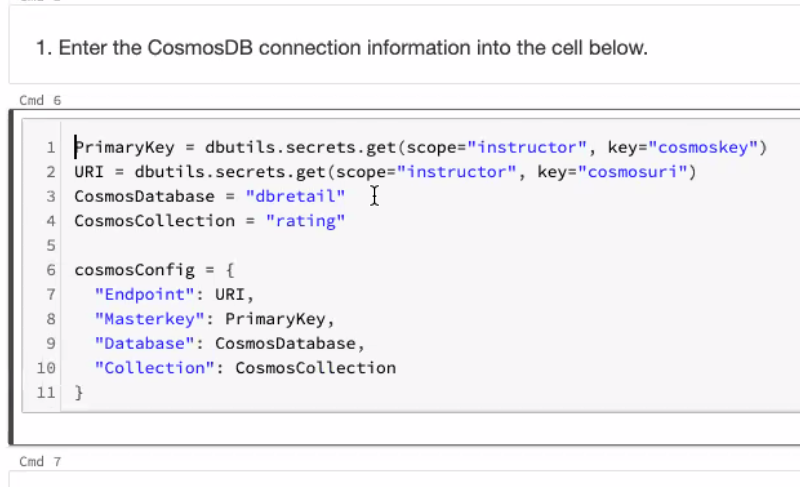 1. Enter the CosmosDB connection information into the cell below.
Cmd 6
1 PrimaryKey = dbutils.secrets.get(scope="instructor", key="cosmoskey")
2 URI = dbutils.secrets.get(scope="instructor", key="cosmosuri")
3 CosmosDatabase = "dbretail"
4 CosmosCollection = "rating"
5
6 cosmosConfig = {
7   "Endpoint": URI,
8   "Masterkey": PrimaryKey,
9   "Database": CosmosDatabase,
10   "Collection": CosmosCollection
11 }
Cmd 7